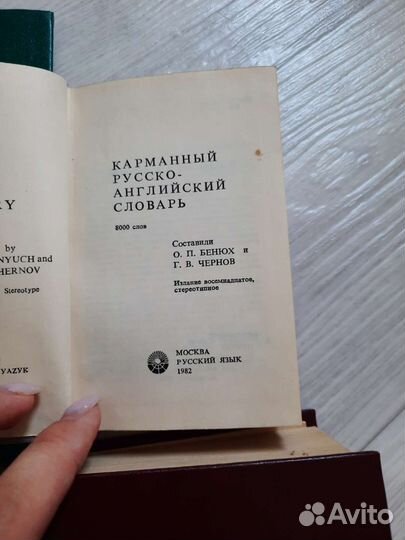 RY
by
NYUCH and
HERNOV
Stereotype
YAZYK
КАРМАННЫЙ
РУССКО-
АНГЛИЙСКИЙ
СЛОВАРЬ
8000 слов
Составили
О. П. БЕНЮХ и
Г. В. ЧЕРНОВ
Издание восемнадцатое,
стереотипное
МОСКВА
РУССКИЙ ЯЗЫК
1982
Avito